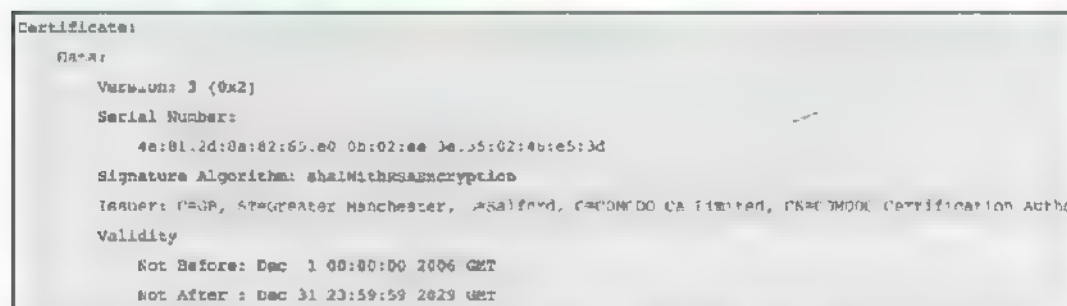 Certificate:
Data:
Version: 3 (0x2)
Serial Number:
4e:81:2d:8a:82:65:e0:0b:02:ee:3e:35:02:46:e5:3d
Signature Algorithm: sha1WithRSAEncryption
Issuer: C=GB, ST=Greater Manchester, L=Salford, O=COMODO CA Limited, CN=COMODO Certification Autho
Validity
Not Before: Dec 1 00:00:00 2006 GMT
Not After : Dec 31 23:59:59 2029 GMT